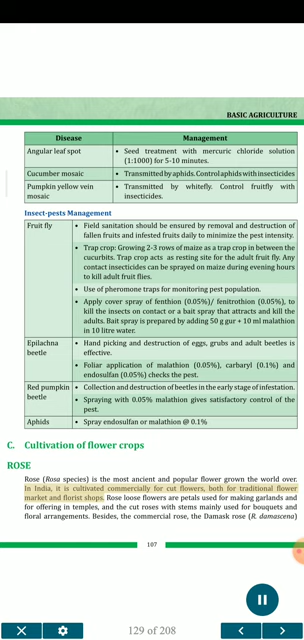 BASIC AGRICULTURE
Disease Management
Angular leaf spot • Seed treatment with mercuric chloride solution
(1:1000) for 5-10 minutes.
Cucumber mosaic • Transmitted by aphids. Control aphids with insecticides
Pumpkin yellow vein • Transmitted by whitefly. Control fruitfly with
mosaic insecticides.
Insect-pests Management
Fruit fly • Field sanitation should be ensured by removal and destruction of
fallen fruits and infested fruits daily to minimize the pest intensity.
• Trap crop: Growing 2-3 rows of maize as trap crop in between the
cucurbits. Trap crop acts as resting site for the adult fruit fly. Any
contact insecticides can be sprayed on maize during evening hours
to kill adult fruit flies.
• Use of pheromone traps for monitoring pest population.
• Apply cover spray of fenthion (0.05%)/ fenitrothion (0.05%), to
kill the insects on contact or a bait spray that attracts and kill the
adults. Bait spray is prepared by adding 50 g gur + 10 ml malathion
in 10 litre water.
Epilachna • Hand picking and destruction of eggs, grubs and adult beetles is
beetle effective.
• Foliar application of malathion (0.05%), carbaryl (0.1%) and
endosulfan (0.05%) checks the pest.
Red pumpkin • Collection and destruction of beetles in the early stage of infestation.
beetle • Spraying with 0.05% malathion gives satisfactory control of the
pest.
Aphids • Spray endosulfan or malathion @ 0.1%
C. Cultivation of flower crops
ROSE
Rose (Rosa species) is the most ancient and popular flower grown the world over.
In India, it is cultivated commercially for cut flowers, both for traditional flower
market and florist shops. Rose loose flowers are petals used for making garlands and
for offering in temples, and the cut roses with stems mainly used for bouquets and
floral arrangements. Besides, the commercial rose, the Damask rose (R. damascena)
107
129 of 208